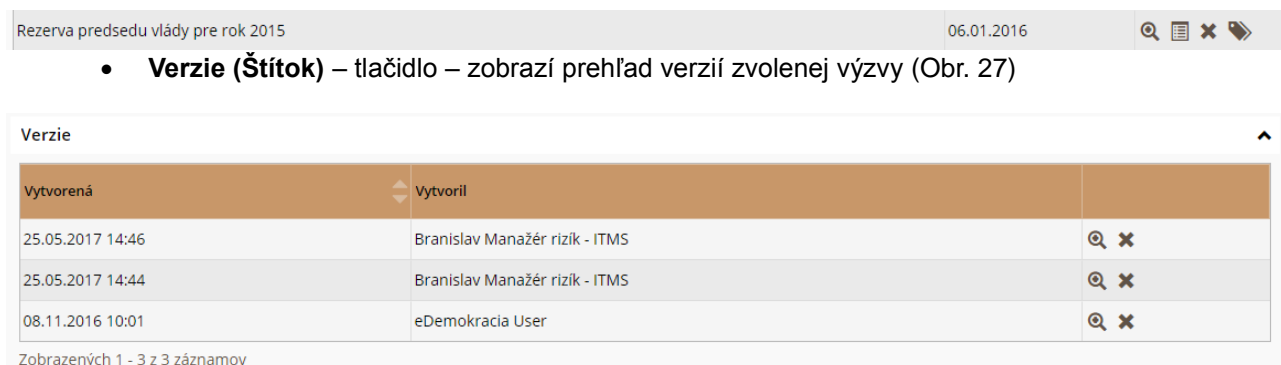 Rezerva predsedu vlády pre rok 2015 06.01.2016
• Verzie (Štítok) – tlačidlo – zobrazí prehľad verzií zvolenej výzvy (Obr. 27)
Verzie
Vytvorená Vytvoril
25.05.2017 14:46 Branislav Manažér rizík - ITMS
25.05.2017 14:44 Branislav Manažér rizík - ITMS
08.11.2016 10:01 eDemokracia User
Zobrazených 1 - 3 z 3 záznamov